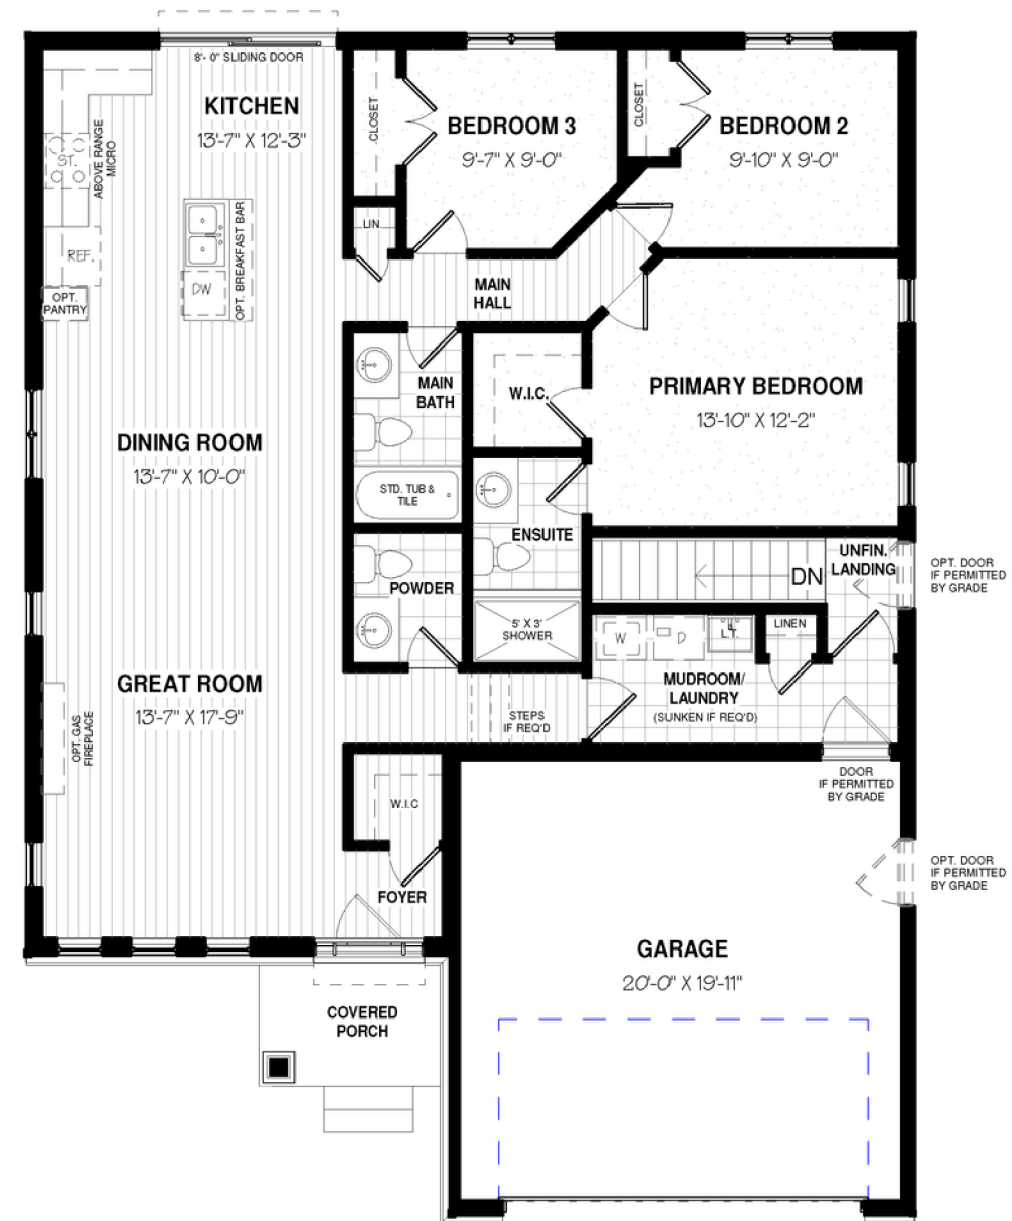 8'- 0" SLIDING DOOR
KITCHEN
13'-7" X 12'-3"
ABOVE RANGE
MICRO
ST.
REF.
OPT.
PANTRY
DW
OPT. BREAKFAST BAR
CLOSET
BEDROOM 3
9'-7" X 9'-0"
CLOSET
BEDROOM 2
9'-10" X 9'-0"
LIN
MAIN
HALL
MAIN
BATH
W.I.C.
PRIMARY BEDROOM
13'-10" X 12'-2"
DINING ROOM
13'-7" X 10'-0"
STD. TUB &
TILE
ENSUITE
POWDER
5' X 3'
SHOWER
DN
UNFIN.
LANDING
OPT. DOOR
IF PERMITTED
BY GRADE
W
D
L.T.
LINEN
GREAT ROOM
13'-7" X 17'-9"
OPT. GAS
FIREPLACE
STEPS
IF REQ'D
MUDROOM/
LAUNDRY
(SUNKEN IF REQ'D)
DOOR
IF PERMITTED
BY GRADE
W.I.C
FOYER
OPT. DOOR
IF PERMITTED
BY GRADE
GARAGE
20'-0" X 19'-11"
COVERED
PORCH